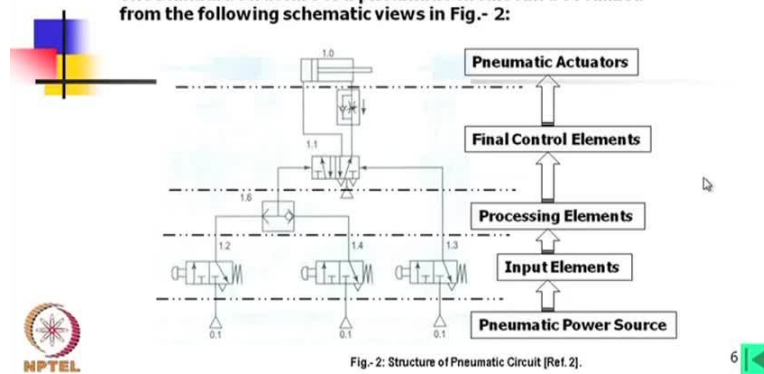 from the following schematic views in Fig.- 2:
1.0
Pneumatic Actuators
Final Control Elements
1.1
1.6
Processing Elements
1.2
1.4
1.3
Input Elements
0.1
0.1
0.1
Pneumatic Power Source
NPTEL
Fig.- 2: Structure of Pneumatic Circuit [Ref. 2].
6